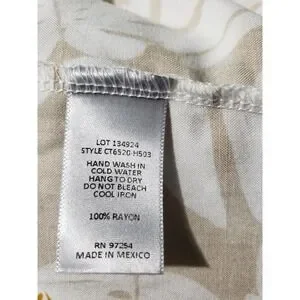 LOT 134924
STYLE CT6520-H503
HAND WASH IN
COLD WATER
HANG TO DRY
DO NOT BLEACH
COOL IRON
100% RAYON
RN 97254
MADE IN MEXICO